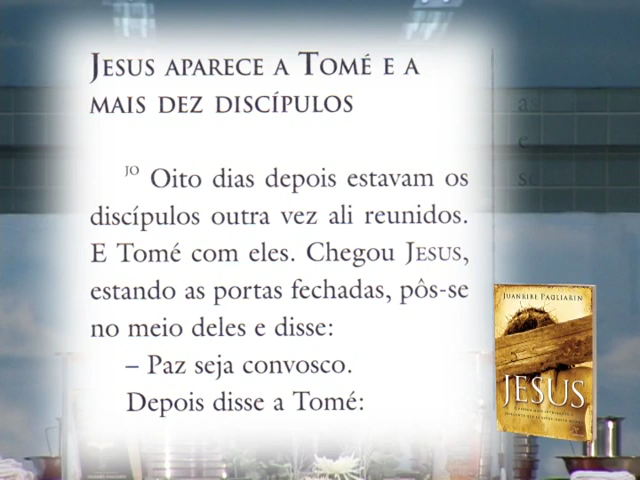 JESUS APARECE A TOMÉ E A
MAIS DEZ DISCÍPULOS
JO Oito dias depois estavam os
discípulos outra vez ali reunidos.
E Tomé com eles. Chegou JESUS,
estando as portas fechadas, pôs-se
no meio deles e disse:
– Paz seja convosco.
Depois disse a Tomé:
JUANRIBE PAGLIARIN
JESUS